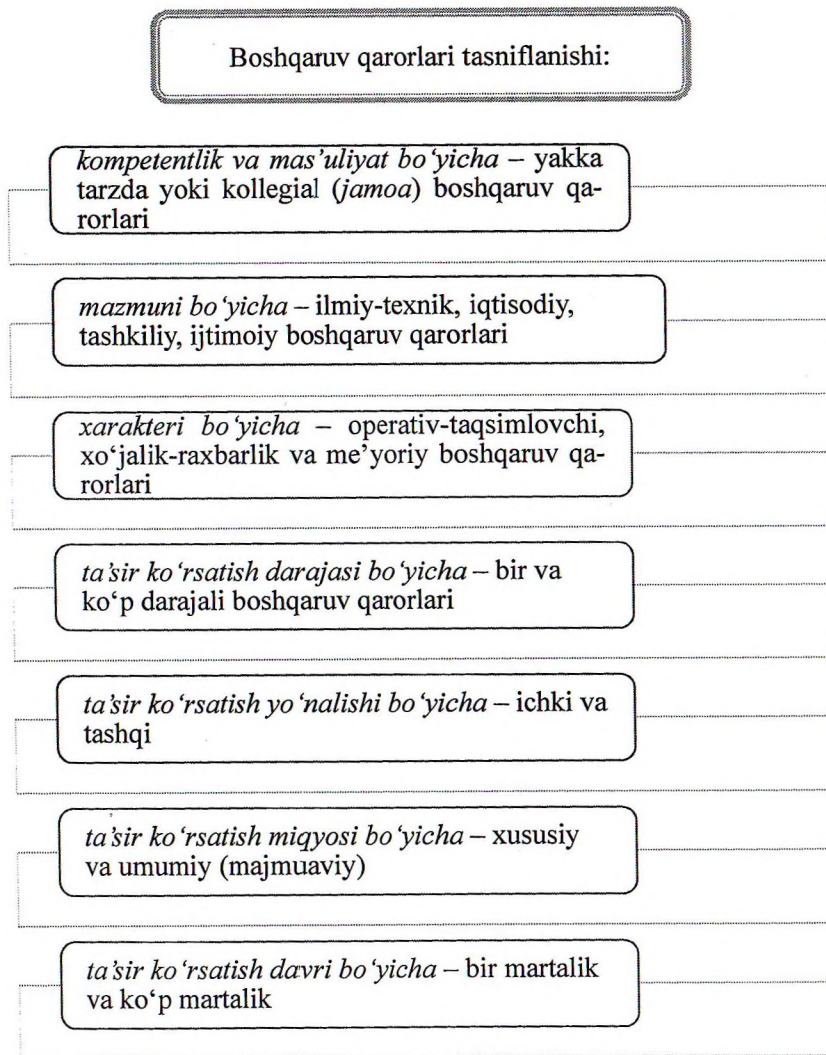 Boshqaruv qarorlari tasniflanishi:
kompetentlik va mas’uliyat bo‘yicha – yakka
tarzda yoki kollegial (jamoa) boshqaruv qa-
rorlari
mazmuni bo‘yicha – ilmiy-texnik, iqtisodiy,
tashkiliy, ijtimoiy boshqaruv qarorlari
xarakteri bo‘yicha – operativ-taqsimlovchi,
xo‘jalik-raxbarlik va me’yoriy boshqaruv qa-
rorlari
ta’sir ko‘rsatish darajasi bo‘yicha – bir va
ko‘p darajali boshqaruv qarorlari
ta’sir ko‘rsatish yo‘nalishi bo‘yicha – ichki va
tashqi
ta’sir ko‘rsatish miqyosi bo‘yicha – xususiy
va umumiy (majmuaviy)
ta’sir ko‘rsatish davri bo‘yicha – bir martalik
va ko‘p martalik